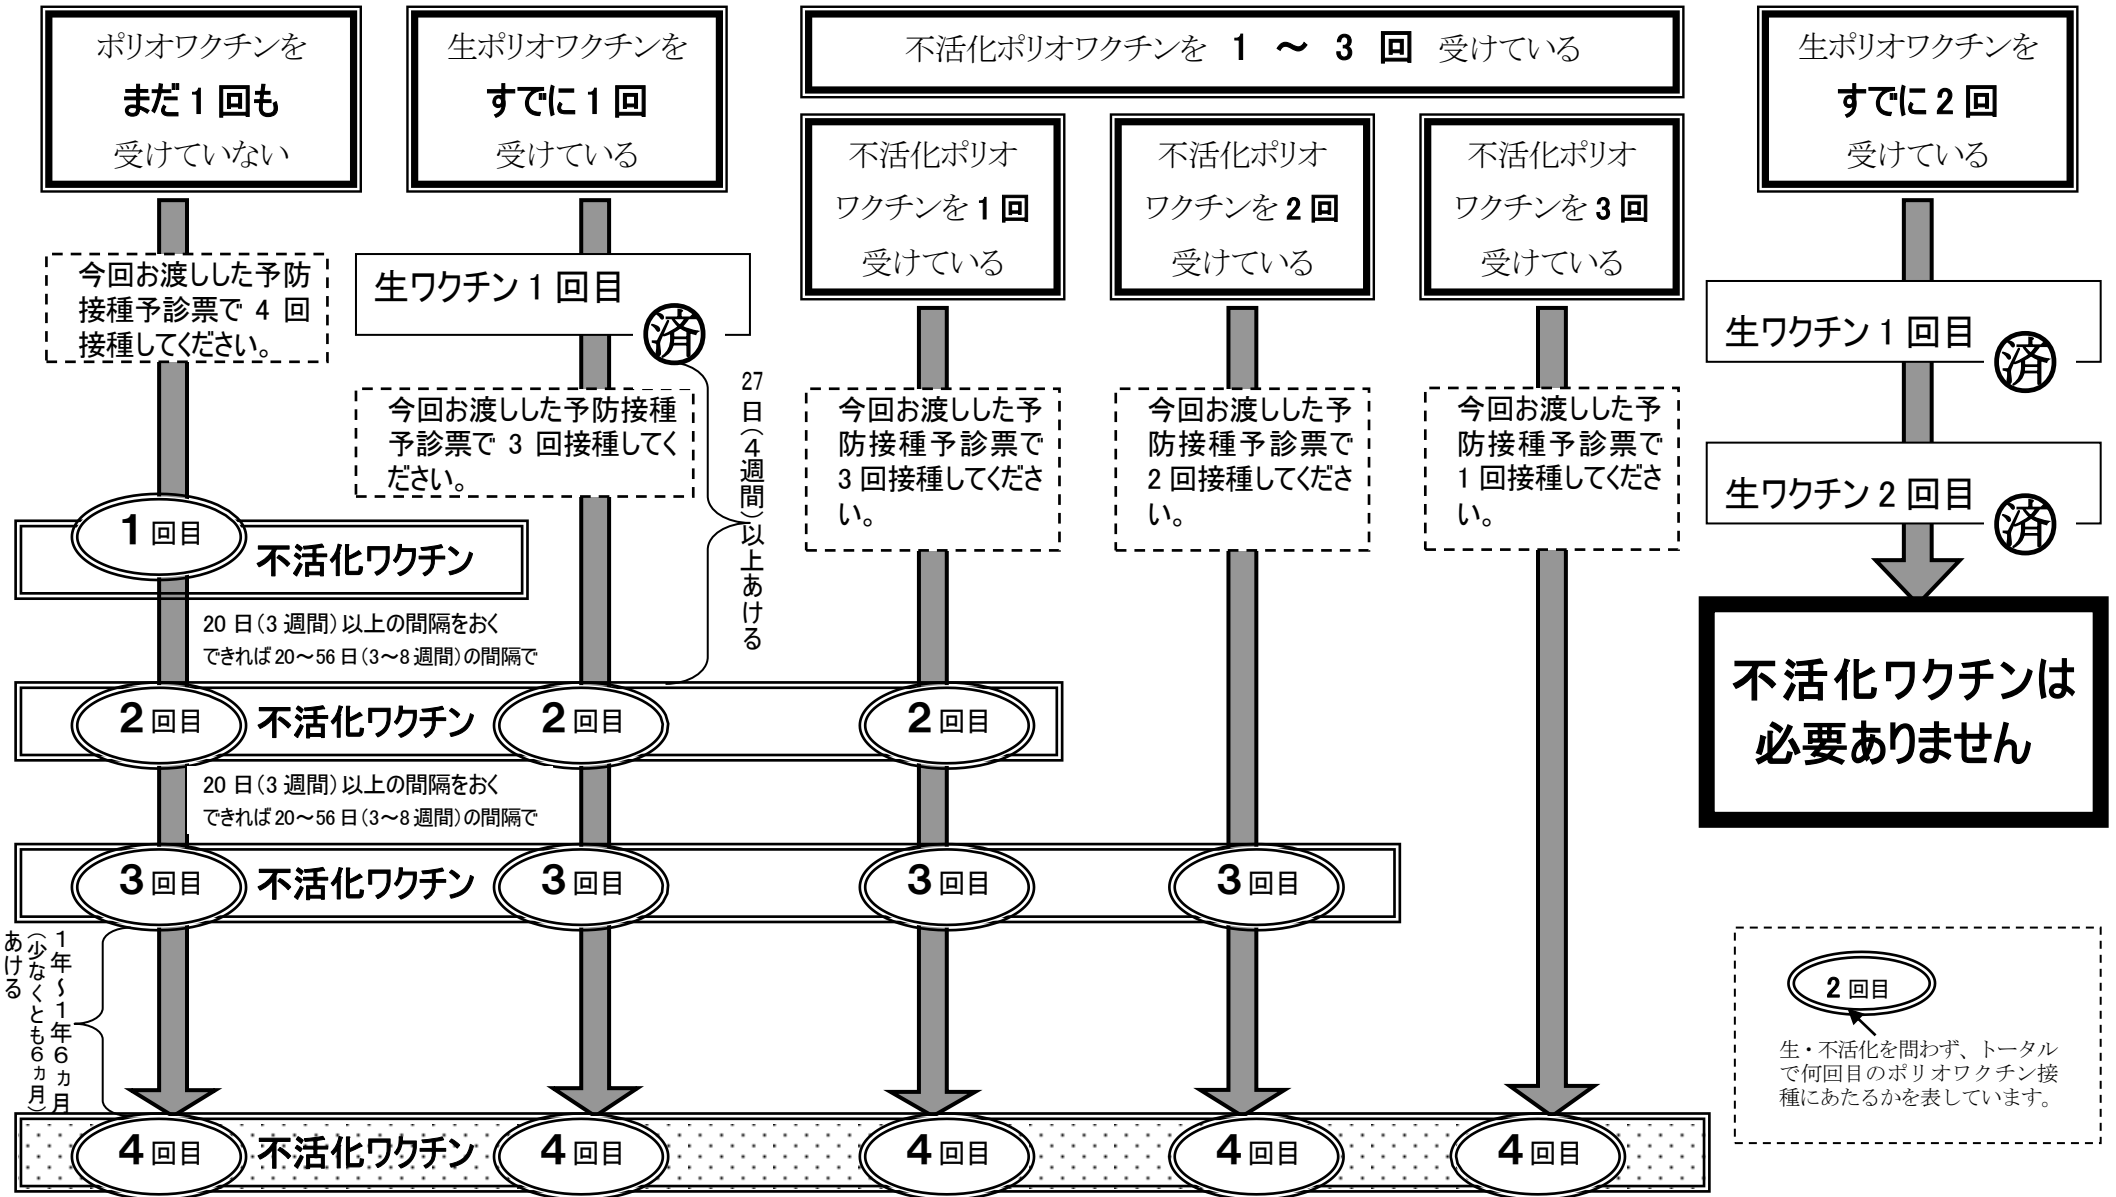 ポリオワクチンを
まだ1回も
受けていない
生ポリオワクチンを
すでに1回
受けている
不活化ポリオワクチンを 1 ～ 3 回 受けている
不活化ポリオ
ワクチンを1回
受けている
不活化ポリオ
ワクチンを2回
受けている
不活化ポリオ
ワクチンを3回
受けている
生ポリオワクチンを
すでに2回
受けている
今回お渡しした予防
接種予診票で 4 回
接種してください。
生ワクチン1回目
済
今回お渡しした予防接種
予診票で 3 回接種してく
ださい。
27日（4週間）以上あける
今回お渡しした予
防接種予診票で
3回接種してくださ
い。
今回お渡しした予
防接種予診票で
2回接種してくださ
い。
今回お渡しした予
防接種予診票で
1回接種してくださ
い。
生ワクチン1回目
済
生ワクチン2回目
済
不活化ワクチンは
必要ありません
1回目 不活化ワクチン
20日（3週間）以上の間隔をおく
できれば20～56日（3～8週間）の間隔で
2回目 不活化ワクチン 2回目 2回目
20日（3週間）以上の間隔をおく
できれば20～56日（3～8週間）の間隔で
3回目 不活化ワクチン 3回目 3回目 3回目
1年～1年6ヵ月
（少なくとも6ヵ月）
あける
4回目 不活化ワクチン 4回目 4回目 4回目 4回目
2回目
生・不活化を問わず、トータル
で何回目のポリオワクチン接
種にあたるかを表しています。